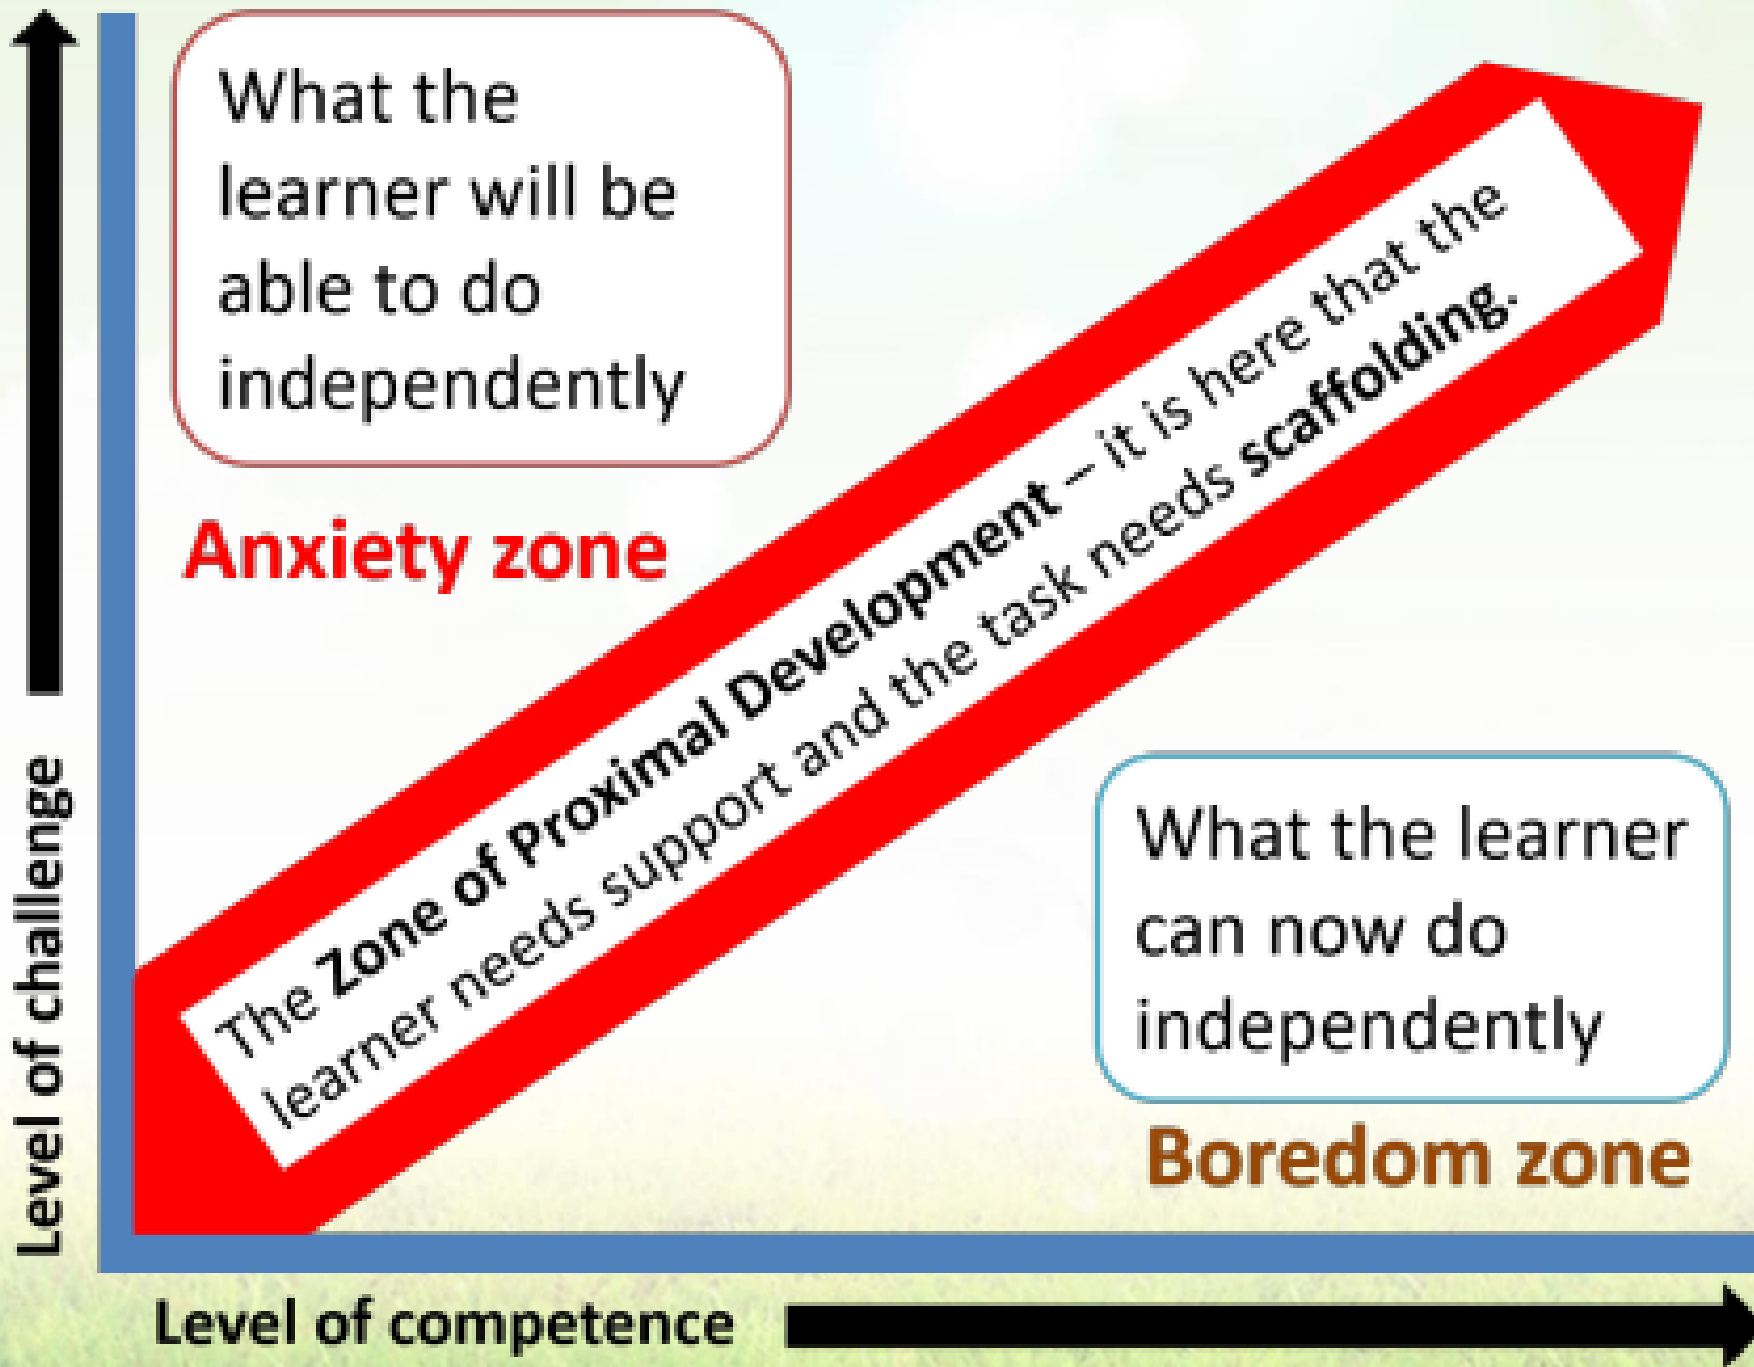 What the
learner will be
able to do
independently
Anxiety zone
The Zone of Proximal Development – it is here that the
learner needs support and the task needs scaffolding.
What the learner
can now do
independently
Boredom zone
Level of challenge
Level of competence